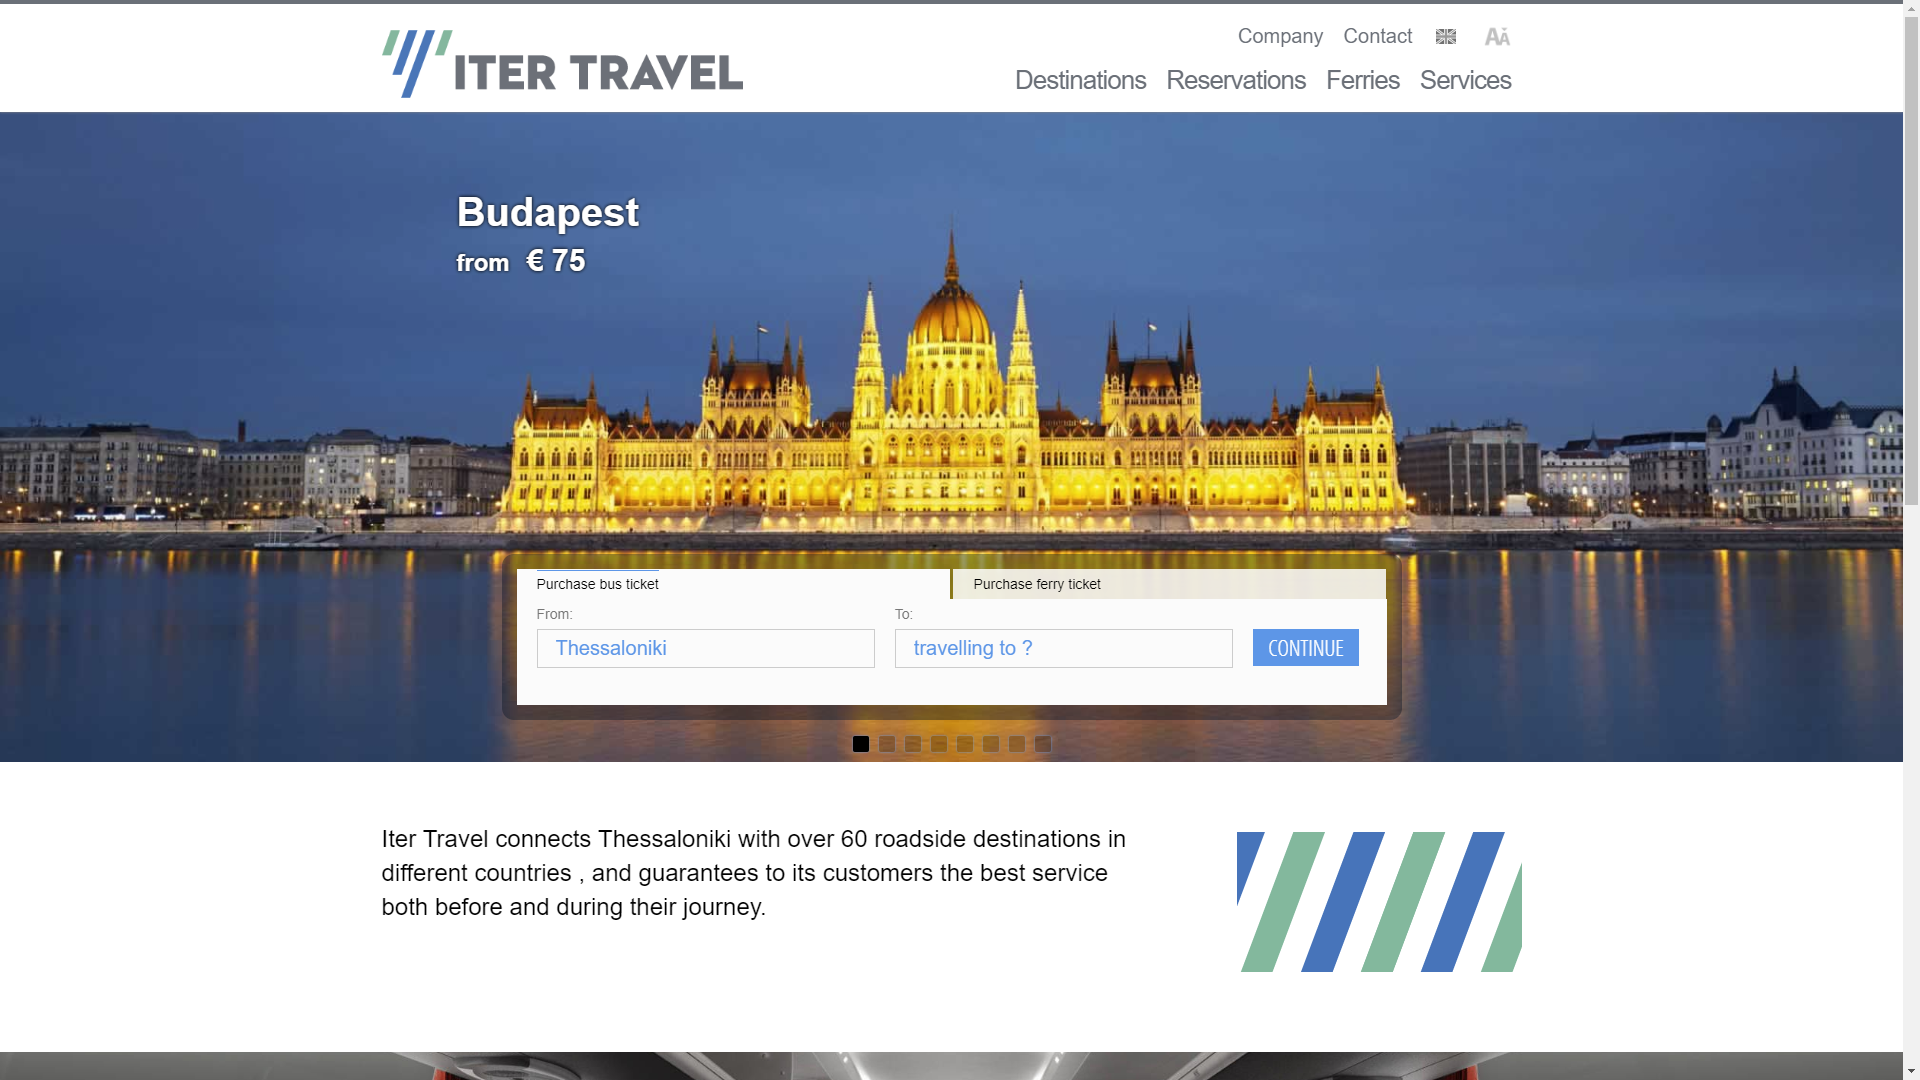 Company Contact
AA
ITER TRAVEL
Destinations Reservations Ferries Services
Budapest
from € 75
Purchase bus ticket
Purchase ferry ticket
From:
To:
Thessaloniki
travelling to ?
CONTINUE
Iter Travel connects Thessaloniki with over 60 roadside destinations in
different countries , and guarantees to its customers the best service
both before and during their journey.